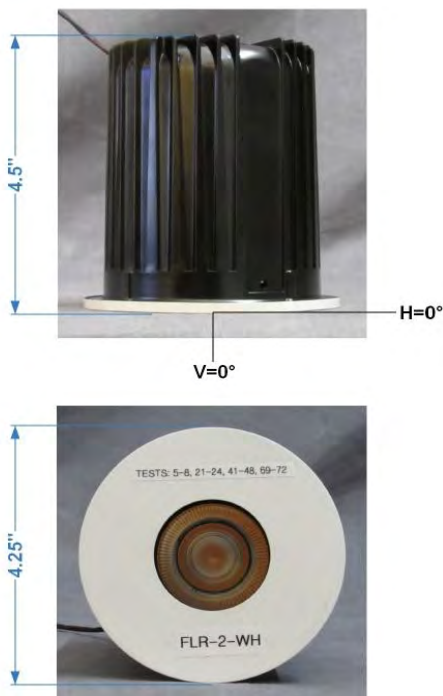 4.5"
H=0°
V=0°
TESTS: 5-8, 21-24, 41-48, 69-72
4.25"
FLR-2-WH